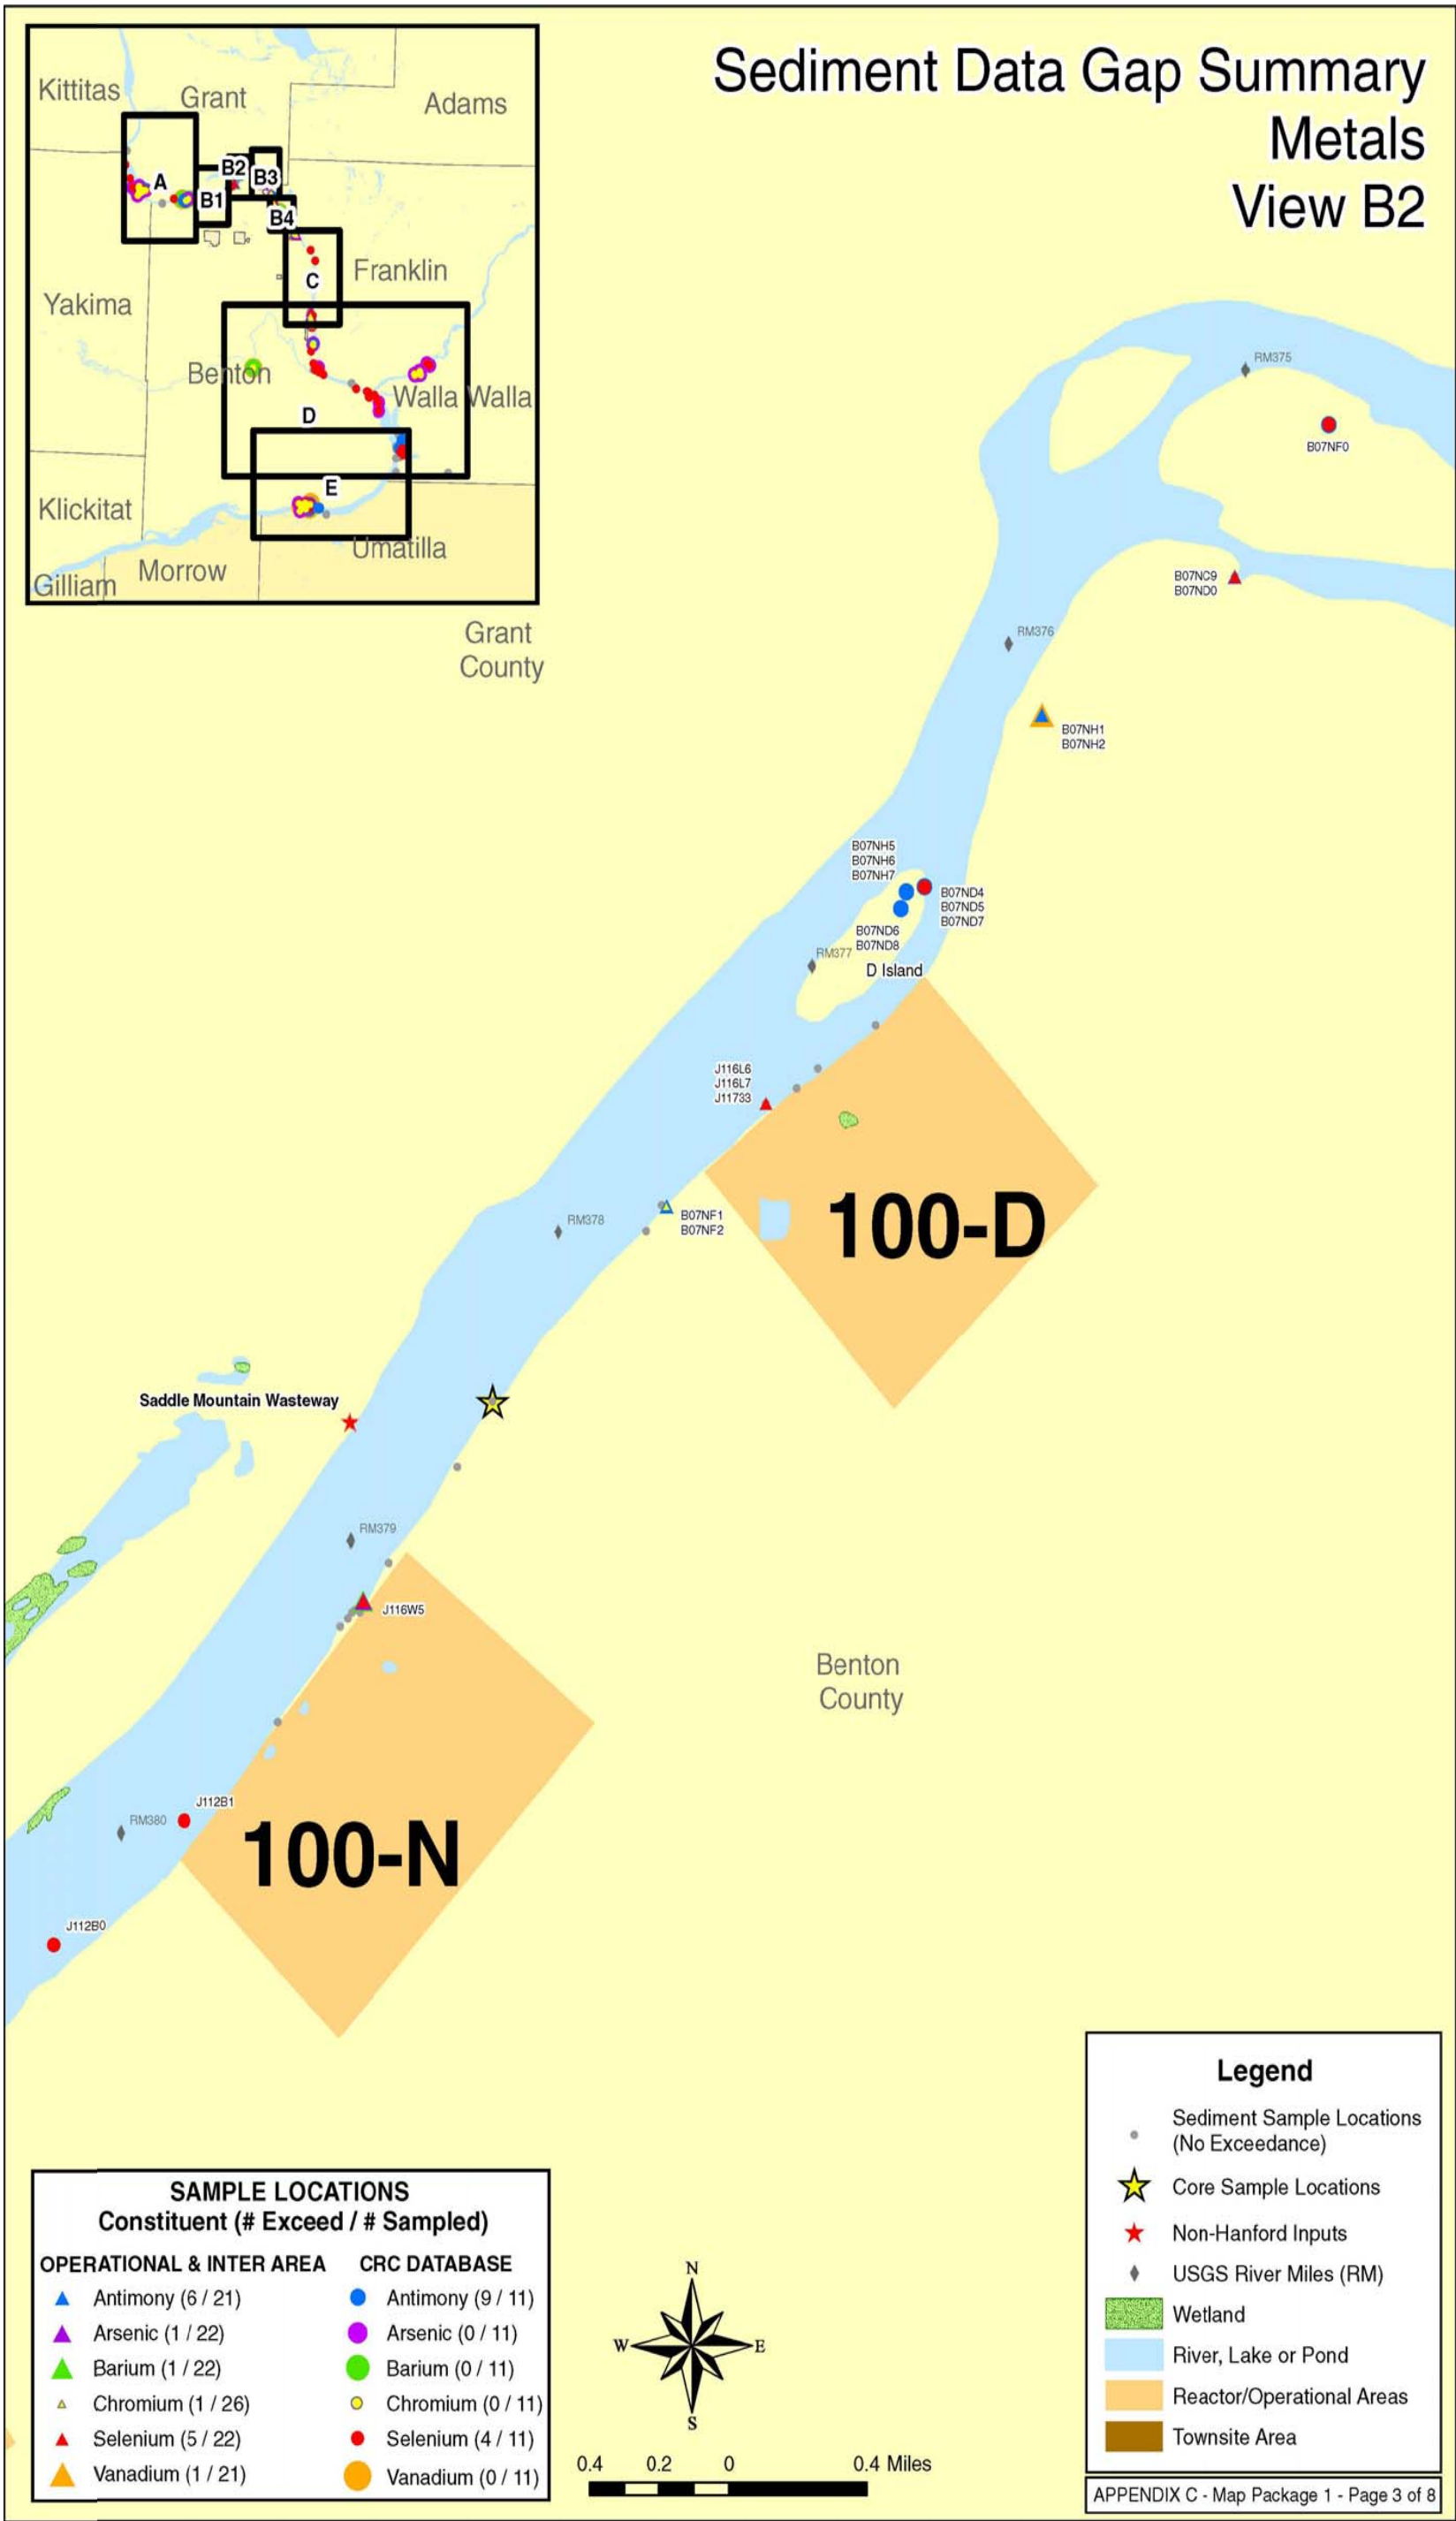 Sediment Data Gap Summary
Metals
View B2
Kittitas
Grant
Adams
A
B2
B3
B1
B4
C
Franklin
Yakima
Benton
Walla Walla
D
E
Klickitat
Umatilla
Morrow
Gilliam
Grant
County
RM375
B07NF0
B07NC9
B07ND0
RM376
B07NH1
B07NH2
B07NH5
B07NH6
B07NH7
B07ND4
B07ND5
B07ND7
B07ND6
B07ND8
RM377
D Island
J116L6
J116L7
J11733
100-D
B07NF1
B07NF2
RM378
Saddle Mountain Wasteway
RM379
J116W5
Benton
County
J112B1
RM380
100-N
J112B0
SAMPLE LOCATIONS
Constituent (# Exceed / # Sampled)
OPERATIONAL & INTER AREA CRC DATABASE
Antimony (6 / 21) Antimony (9 / 11)
Arsenic (1 / 22) Arsenic (0 / 11)
Barium (1 / 22) Barium (0 / 11)
Chromium (1 / 26) Chromium (0 / 11)
Selenium (5 / 22) Selenium (4 / 11)
Vanadium (1 / 21) Vanadium (0 / 11)
N
W E
S
0.4 0.2 0 0.4 Miles
Legend
Sediment Sample Locations
(No Exceedance)
Core Sample Locations
Non-Hanford Inputs
USGS River Miles (RM)
Wetland
River, Lake or Pond
Reactor/Operational Areas
Townsite Area
APPENDIX C - Map Package 1 - Page 3 of 8